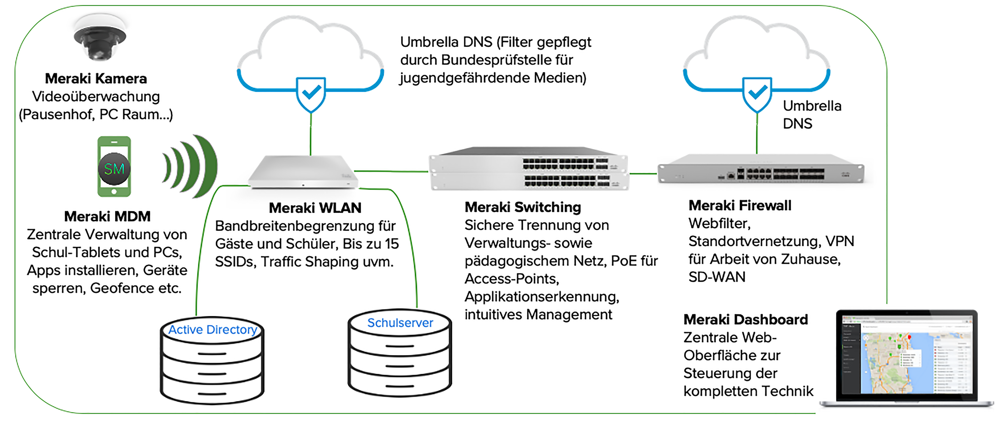 Meraki Kamera
Videoüberwachung
(Pausenhof, PC Raum...)
Umbrella DNS (Filter gepflegt
durch Bundesprüfstelle für
jugendgefährdende Medien)
Umbrella
DNS
SM
Meraki MDM
Zentrale Verwaltung von
Schul-Tablets und PCs,
Apps installieren, Geräte
sperren, Geofence etc.
Meraki WLAN
Bandbreitenbegrenzung für
Gäste und Schüler, Bis zu 15
SSIDs, Traffic Shaping uvm.
Meraki Switching
Sichere Trennung von
Verwaltungs- sowie
pädagogischem Netz, PoE für
Access-Points,
Applikationserkennung,
intuitives Management
Meraki Firewall
Webfilter,
Standortvernetzung, VPN
für Arbeit von Zuhause,
SD-WAN
Active Directory
Schulserver
Meraki Dashboard
Zentrale Web-
Oberfläche zur
Steuerung der
kompletten Technik